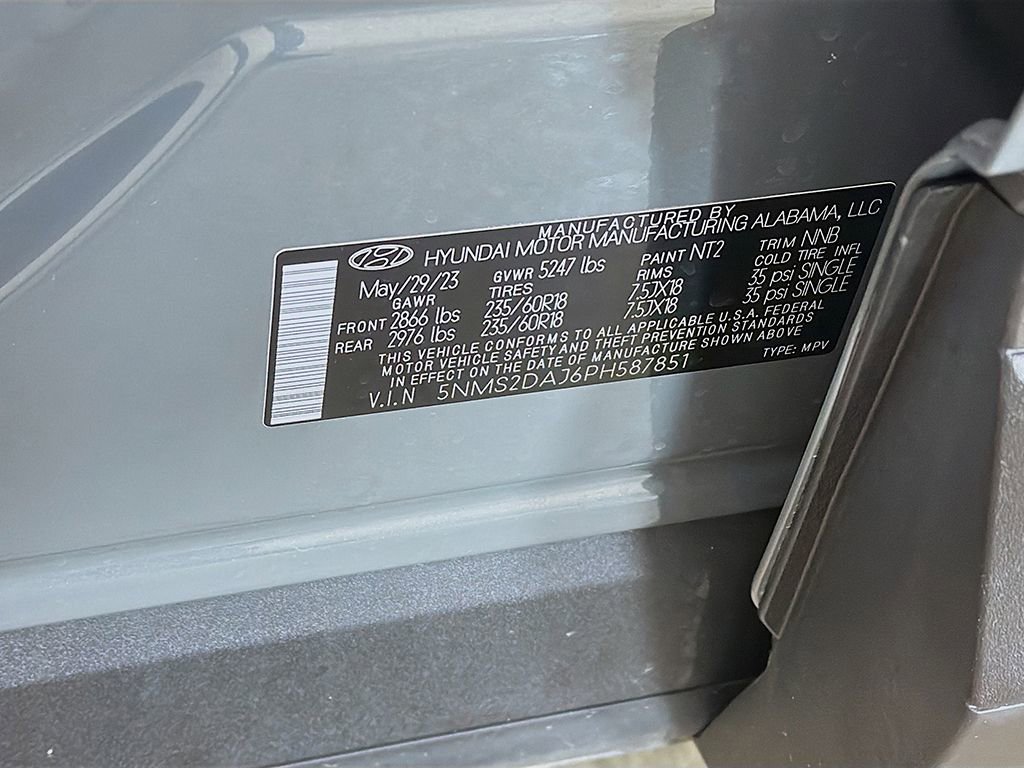 MANUFACTURED BY
HYUNDAI MOTOR MANUFACTURING ALABAMA, LLC
May/29/23 GVWR 5247 lbs PAINT NT2 TRIM NNB
GAWR TIRES RIMS COLD TIRE INFL
FRONT 2866 lbs 235/60R18 7.5JX18 35 psi SINGLE
REAR 2976 lbs 235/60R18 7.5JX18 35 psi SINGLE
THIS VEHICLE CONFORMS TO ALL APPLICABLE U.S.A. FEDERAL
MOTOR VEHICLE SAFETY AND THEFT PREVENTION STANDARDS
IN EFFECT ON THE DATE OF MANUFACTURE SHOWN ABOVE
V.I.N 5NMS2DAJ6PH587851 TYPE: MPV